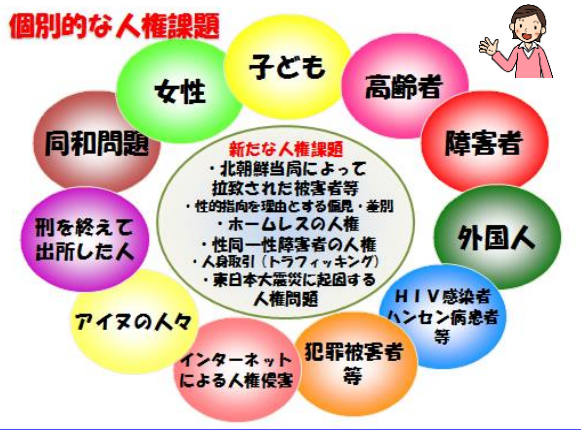 個別的な人権課題
子ども
女性
高齢者
同和問題
障害者
新たな人権課題
・北朝鮮当局によって
拉致された被害者等
・性的指向を理由とする偏見・差別
・ホームレスの人権
・性同一性障害者の人権
・人身取引（トラフィッキング）
・東日本大震災に起因する
人権問題
刑を終えて
出所した人
外国人
アイヌの人々
ＨＩＶ感染者
ハンセン病患者
等
インターネット
による人権侵害
犯罪被害者
等